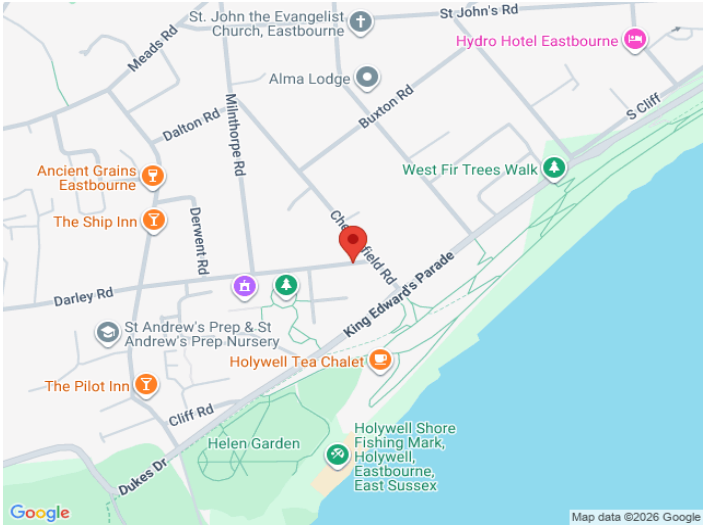 St John's Rd
St. John the Evangelist
Church, Eastbourne
Hydro Hotel Eastbourne
Meads Rd
Alma Lodge
Milnthorpe Rd
Buxton Rd
S Cliff
Dalton Rd
Ancient Grains
Eastbourne
West Fir Trees Walk
The Ship Inn
Derwent Rd
Darley Rd
King Edward's Parade
St Andrew's Prep & St
Andrew's Prep Nursery
Holywell Tea Chalet
The Pilot Inn
Cliff Rd
Helen Garden
Holywell Shore
Fishing Mark,
Holywell,
Eastbourne,
East Sussex
Dukes Dr
Google
Map data ©2026 Google